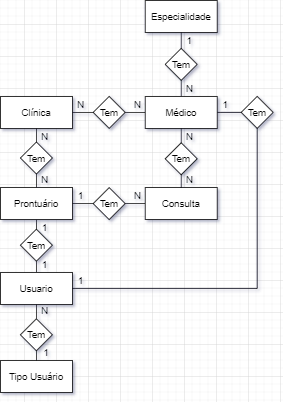 Especialidade
1
Tem
N
Clínica
N
Tem
N
Médico
1
Tem
N
N
Tem
Tem
N
N
Prontuário
1
Tem
N
Consulta
1
Tem
1
Usuario
1
N
Tem
1
Tipo Usuário